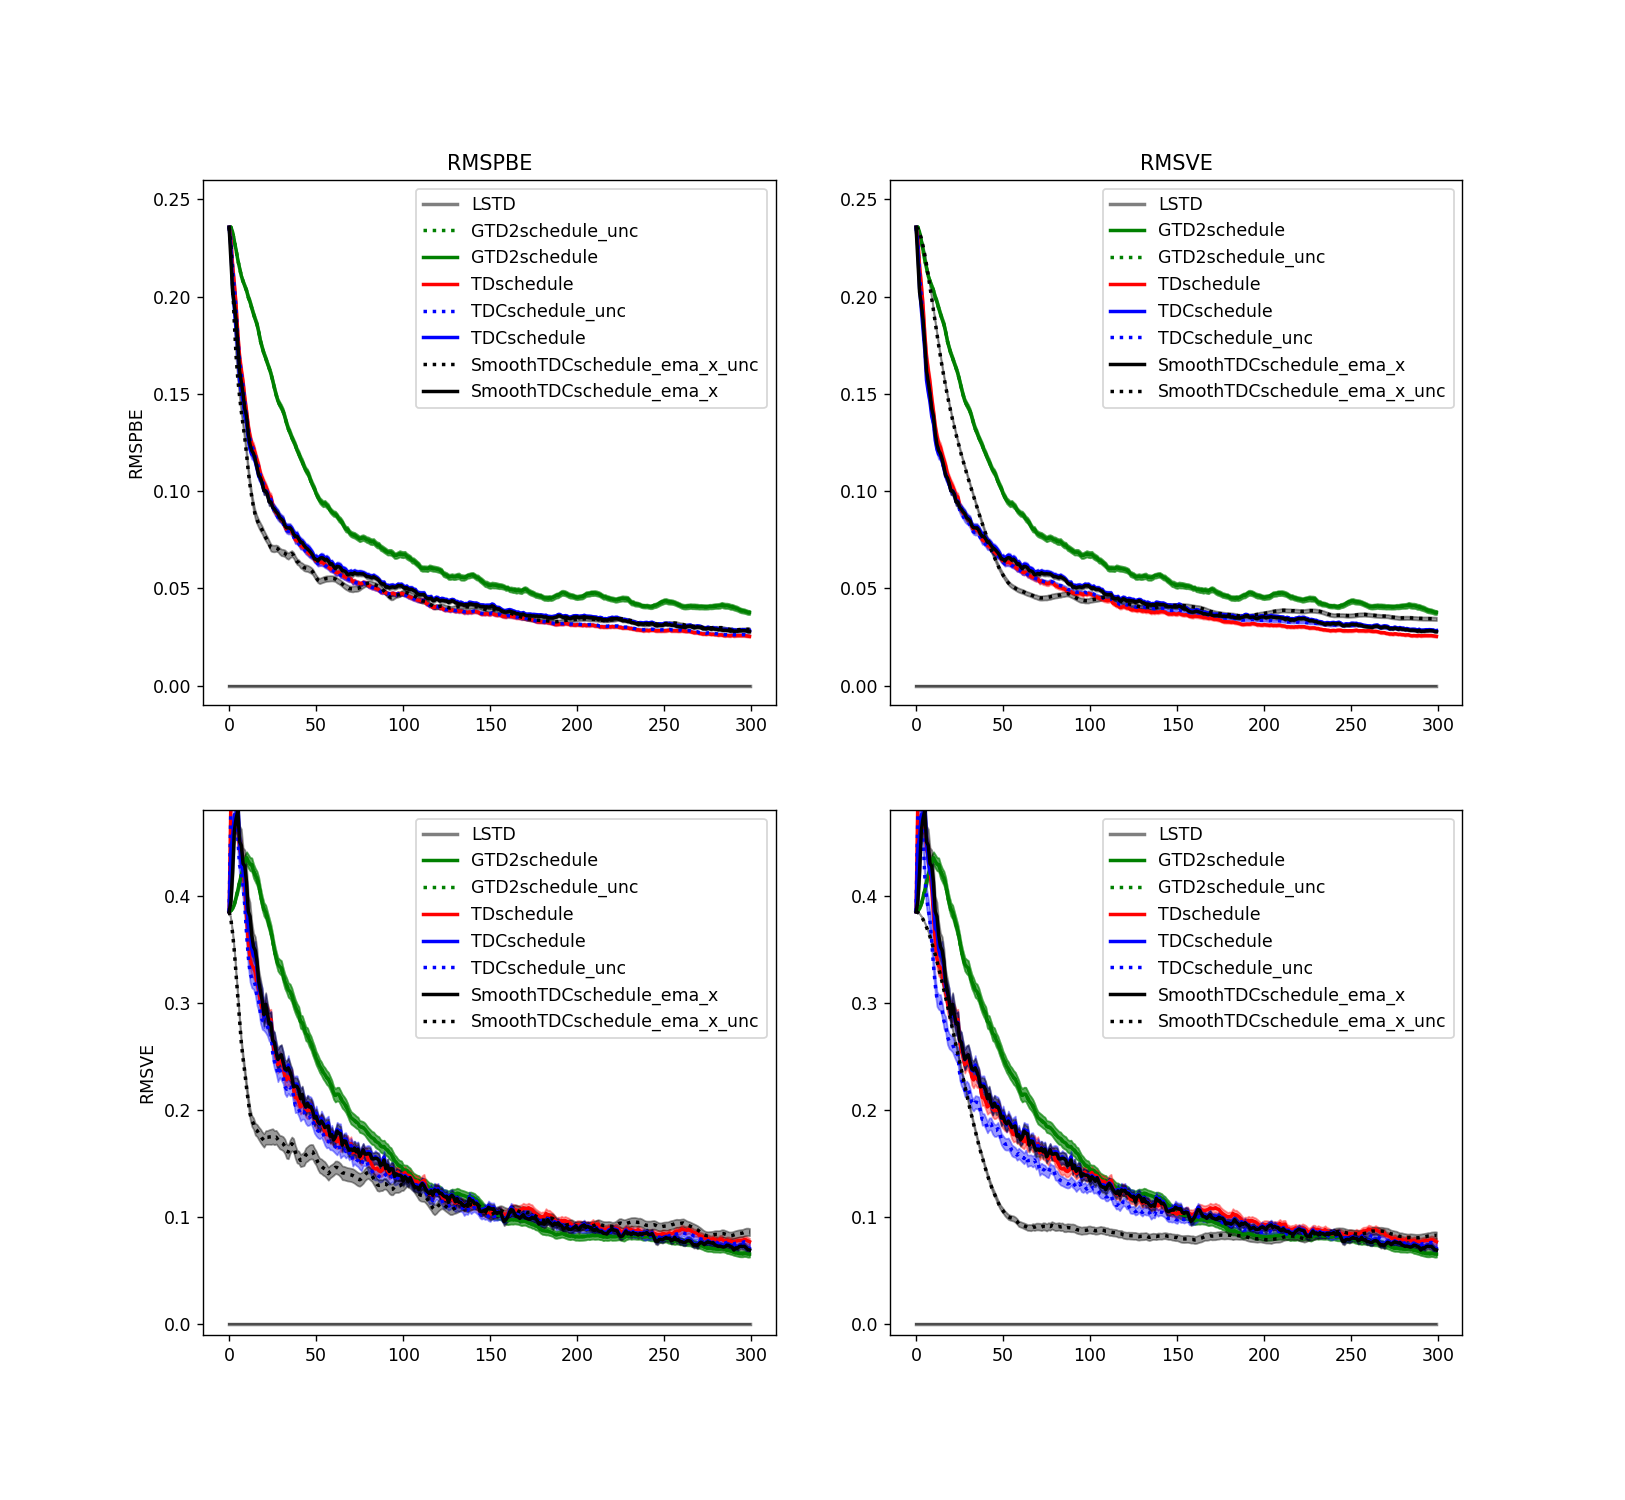 RMSPBE
RMSPBE
0.25
0.20
0.15
0.10
0.05
0.00
0 50 100 150 200 250 300
LSTD
GTD2schedule_unc
GTD2schedule
TDschedule
TDCschedule_unc
TDCschedule
SmoothTDCschedule_ema_x_unc
SmoothTDCschedule_ema_x
RMSVE
0.25
0.20
0.15
0.10
0.05
0.00
0 50 100 150 200 250 300
LSTD
GTD2schedule
GTD2schedule_unc
TDschedule
TDCschedule
TDCschedule_unc
SmoothTDCschedule_ema_x
SmoothTDCschedule_ema_x_unc
RMSVE
0.4
0.3
0.2
0.1
0.0
0 50 100 150 200 250 300
LSTD
GTD2schedule
GTD2schedule_unc
TDschedule
TDCschedule
TDCschedule_unc
SmoothTDCschedule_ema_x
SmoothTDCschedule_ema_x_unc
0.4
0.3
0.2
0.1
0.0
0 50 100 150 200 250 300
LSTD
GTD2schedule
GTD2schedule_unc
TDschedule
TDCschedule
TDCschedule_unc
SmoothTDCschedule_ema_x
SmoothTDCschedule_ema_x_unc